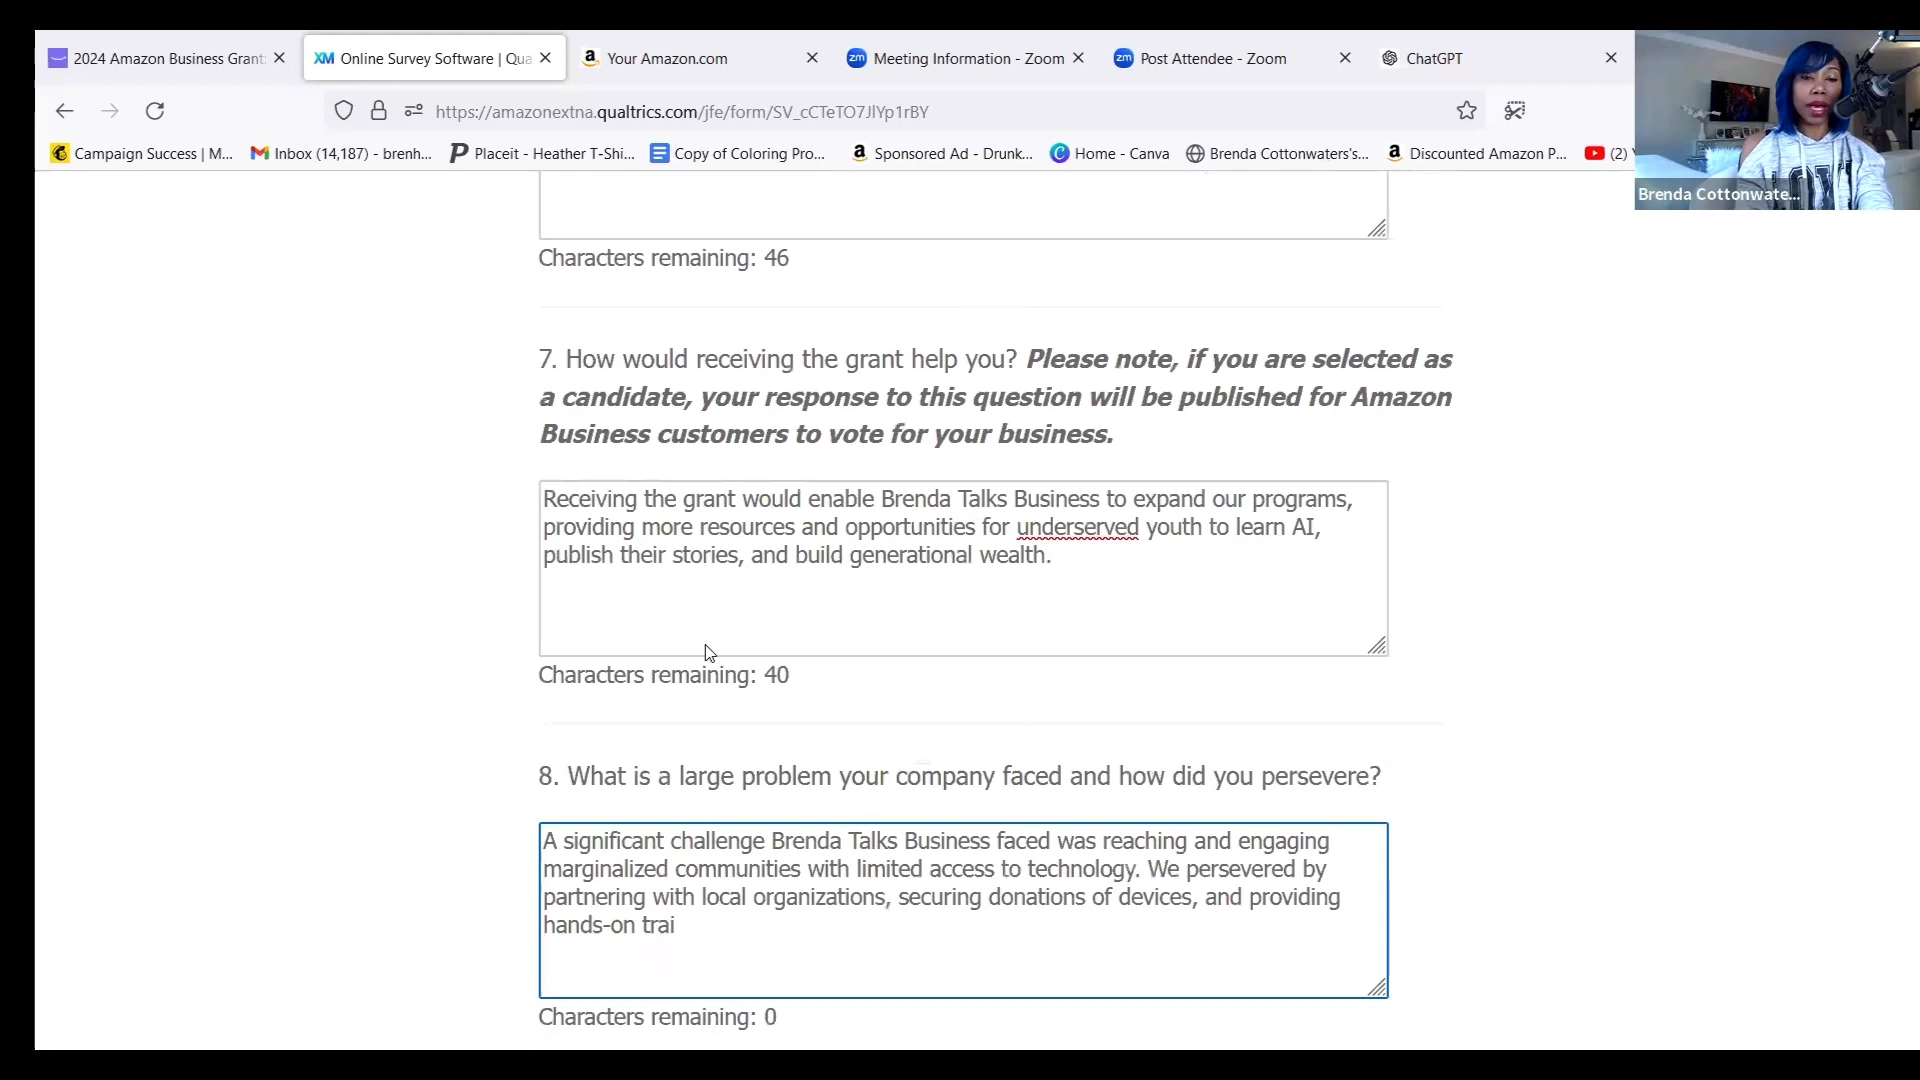 2024 Amazon Business Grant
XM Online Survey Software | Qua
a Your Amazon.com
zm Meeting Information - Zoom
zm Post Attendee - Zoom
ChatGPT
https://amazonextna.qualtrics.com/jfe/form/SV_cCTeTO7JlYp1rBY
Campaign Success | M...
Inbox (14,187) - brenh...
P Placeit - Heather T-Shi...
Copy of Coloring Pro...
a Sponsored Ad - Drunk...
C Home - Canva
Brenda Cottonwaters's...
a Discounted Amazon P...
(2)
Brenda Cottonwate...
Characters remaining: 46
7. How would receiving the grant help you? Please note, if you are selected as
a candidate, your response to this question will be published for Amazon
Business customers to vote for your business.
Receiving the grant would enable Brenda Talks Business to expand our programs,
providing more resources and opportunities for underserved youth to learn AI,
publish their stories, and build generational wealth.
Characters remaining: 40
8. What is a large problem your company faced and how did you persevere?
A significant challenge Brenda Talks Business faced was reaching and engaging
marginalized communities with limited access to technology. We persevered by
partnering with local organizations, securing donations of devices, and providing
hands-on trai
Characters remaining: 0